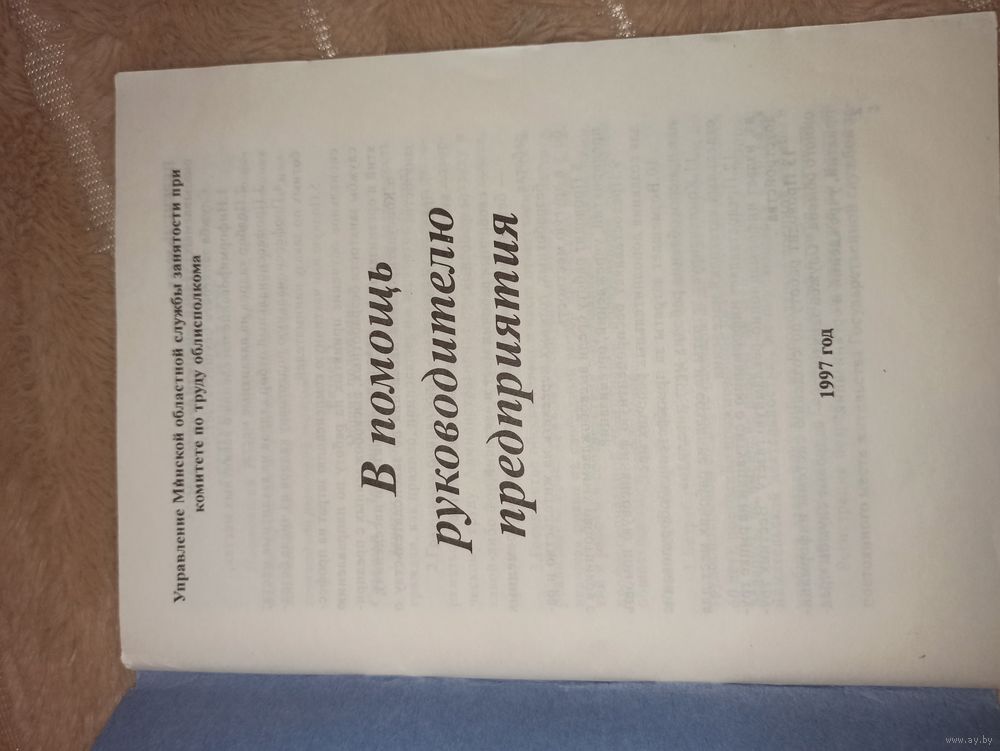 Управление Минской областной службы занятости при
комитете по труду облисполкома
В помощь
руководителю
предприятия
1997 год
www.ay.by